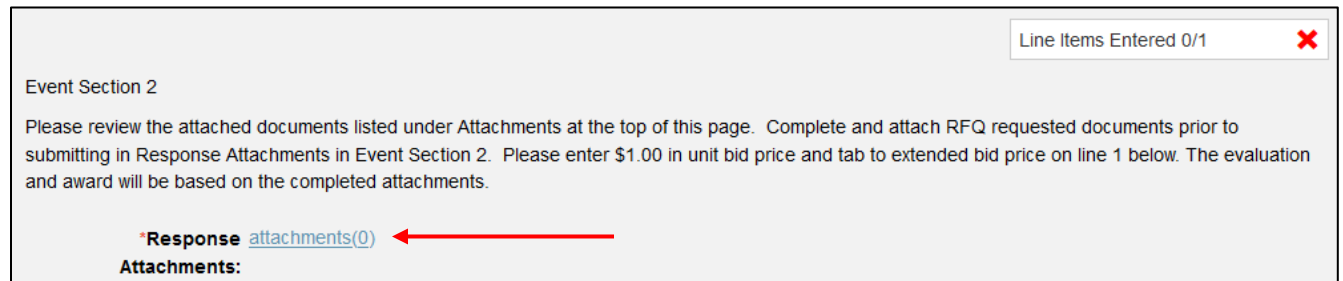 Line Items Entered 0/1
Event Section 2
Please review the attached documents listed under Attachments at the top of this page.  Complete and attach RFQ requested documents prior to
submitting in Response Attachments in Event Section 2.  Please enter $1.00 in unit bid price and tab to extended bid price on line 1 below. The evaluation
and award will be based on the completed attachments.
*Response attachments(0)
Attachments: